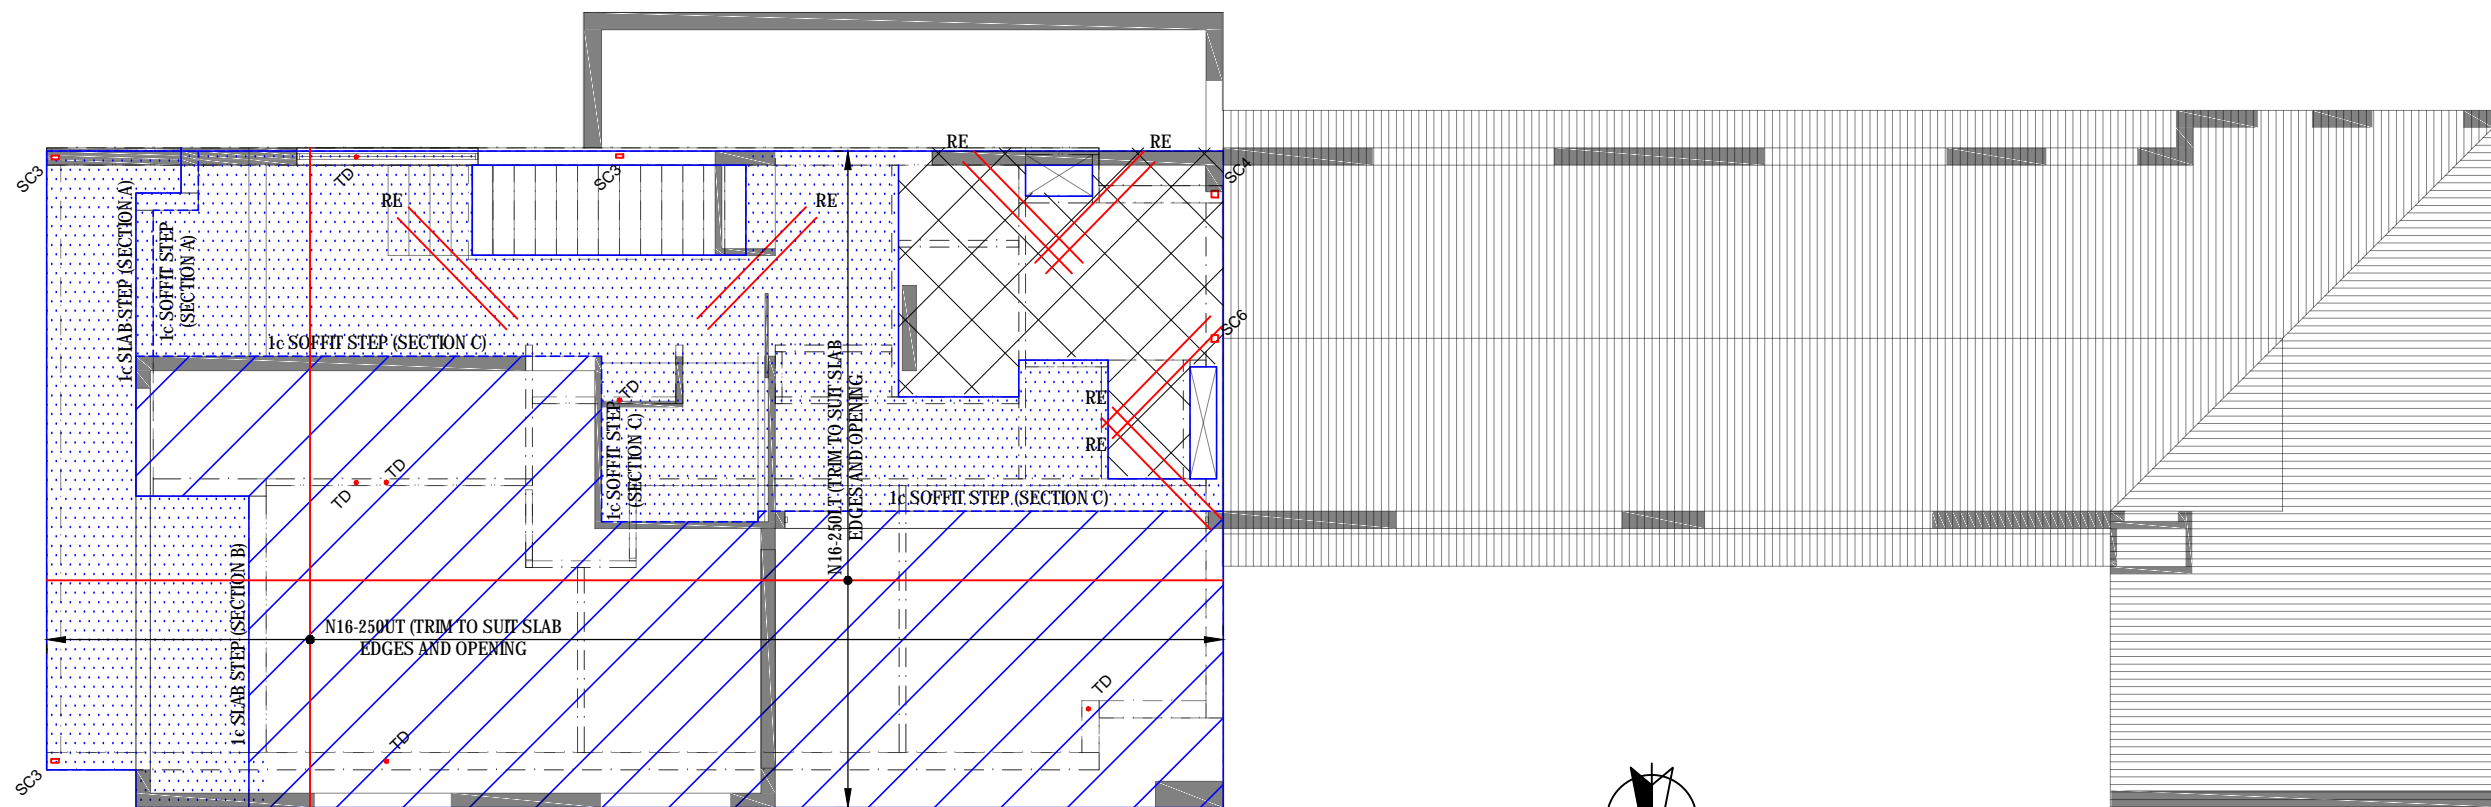 RE
RE
SC3
TD
SC3
SC4
RE
RE
1c SLAB STEP (SECTION A)
1c SOFFIT STEP
(SECTION A)
1c SOFFIT STEP (SECTION C)
SC6
TD
RE
RE
1c SOFFIT STEP
(SECTION C)
N16-250LT (TRIM TO SUIT SLAB
EDGES AND OPENING
TD
TD
1c SOFFIT STEP (SECTION C)
1c SLAB STEP (SECTION B)
N16-250UT (TRIM TO SUIT SLAB
EDGES AND OPENING
TD
TD
SC3